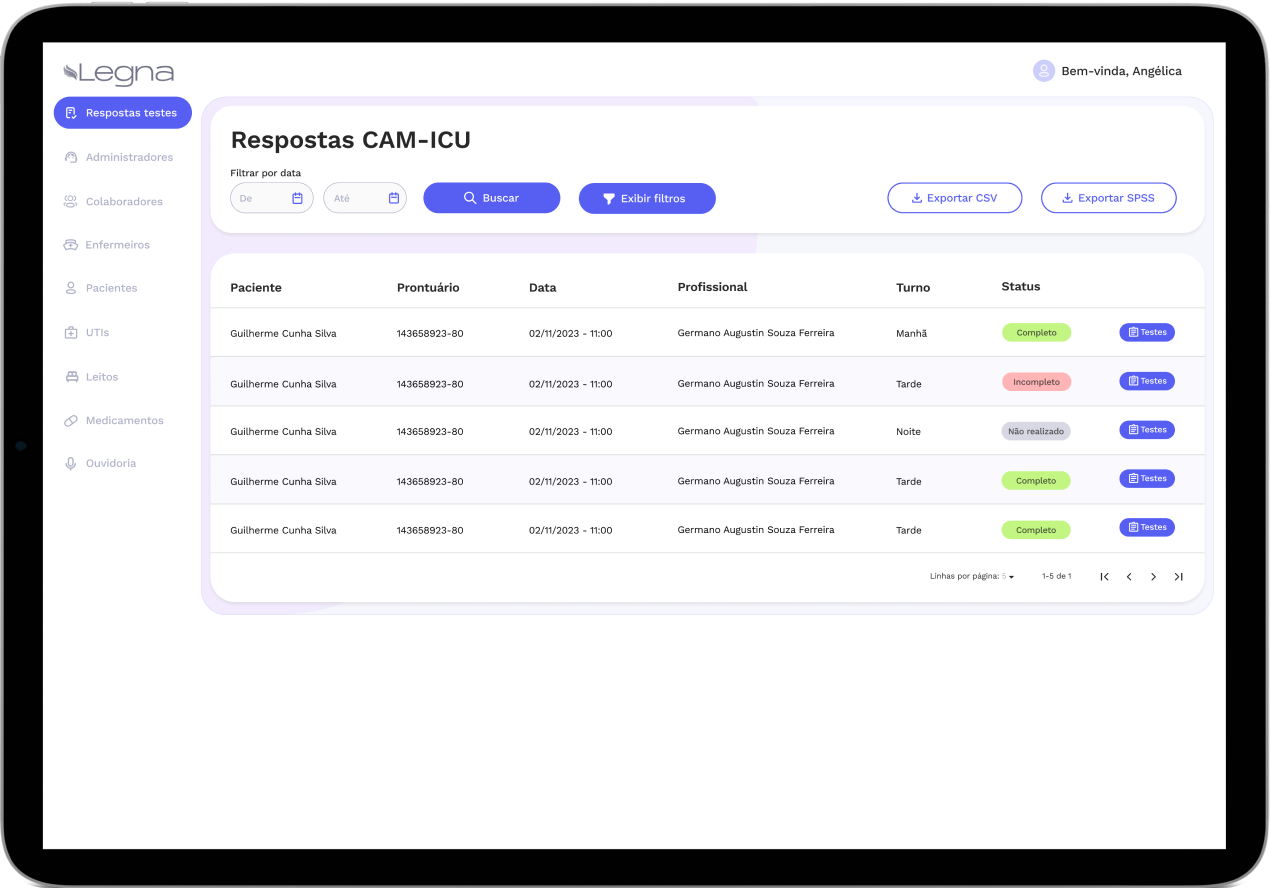 Legna
Bem-vinda, Angélica
Respostas testes
Administradores
Colaboradores
Enfermeiros
Pacientes
UTIs
Leitos
Medicamentos
Ouvidoria
Respostas CAM-ICU
Filtrar por data
De Até Buscar Exibir filtros Exportar CSV Exportar SPSS
Paciente Prontuário Data Profissional Turno Status
Guilherme Cunha Silva 143658923-80 02/11/2023 - 11:00 Germano Augustin Souza Ferreira Manhã Completo Testes
Guilherme Cunha Silva 143658923-80 02/11/2023 - 11:00 Germano Augustin Souza Ferreira Tarde Incompleto Testes
Guilherme Cunha Silva 143658923-80 02/11/2023 - 11:00 Germano Augustin Souza Ferreira Noite Não realizado Testes
Guilherme Cunha Silva 143658923-80 02/11/2023 - 11:00 Germano Augustin Souza Ferreira Tarde Completo Testes
Guilherme Cunha Silva 143658923-80 02/11/2023 - 11:00 Germano Augustin Souza Ferreira Tarde Completo Testes
Linhas por página: 5 1-5 de 1